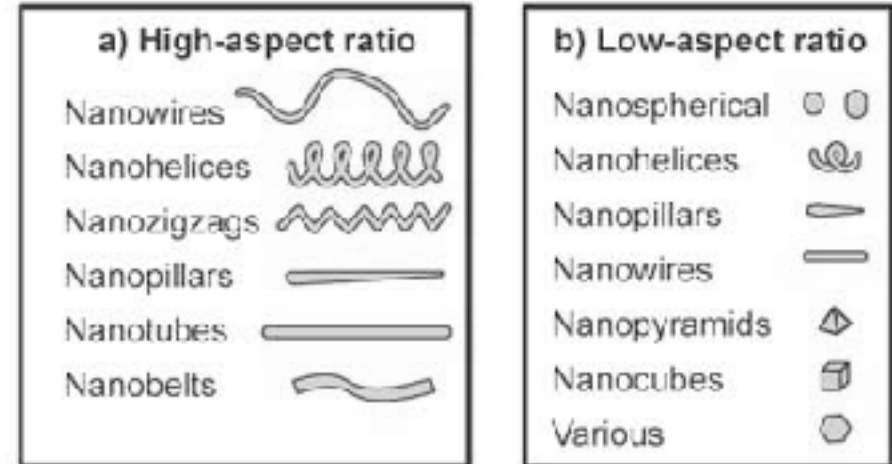 a) High-aspect ratio
Nanowires
Nanohelices
Nanozigzags
Nanopillars
Nanotubes
Nanobelts
b) Low-aspect ratio
Nanospherical
Nanohelices
Nanopillars
Nanowires
Nanopyramids
Nanocubes
Various